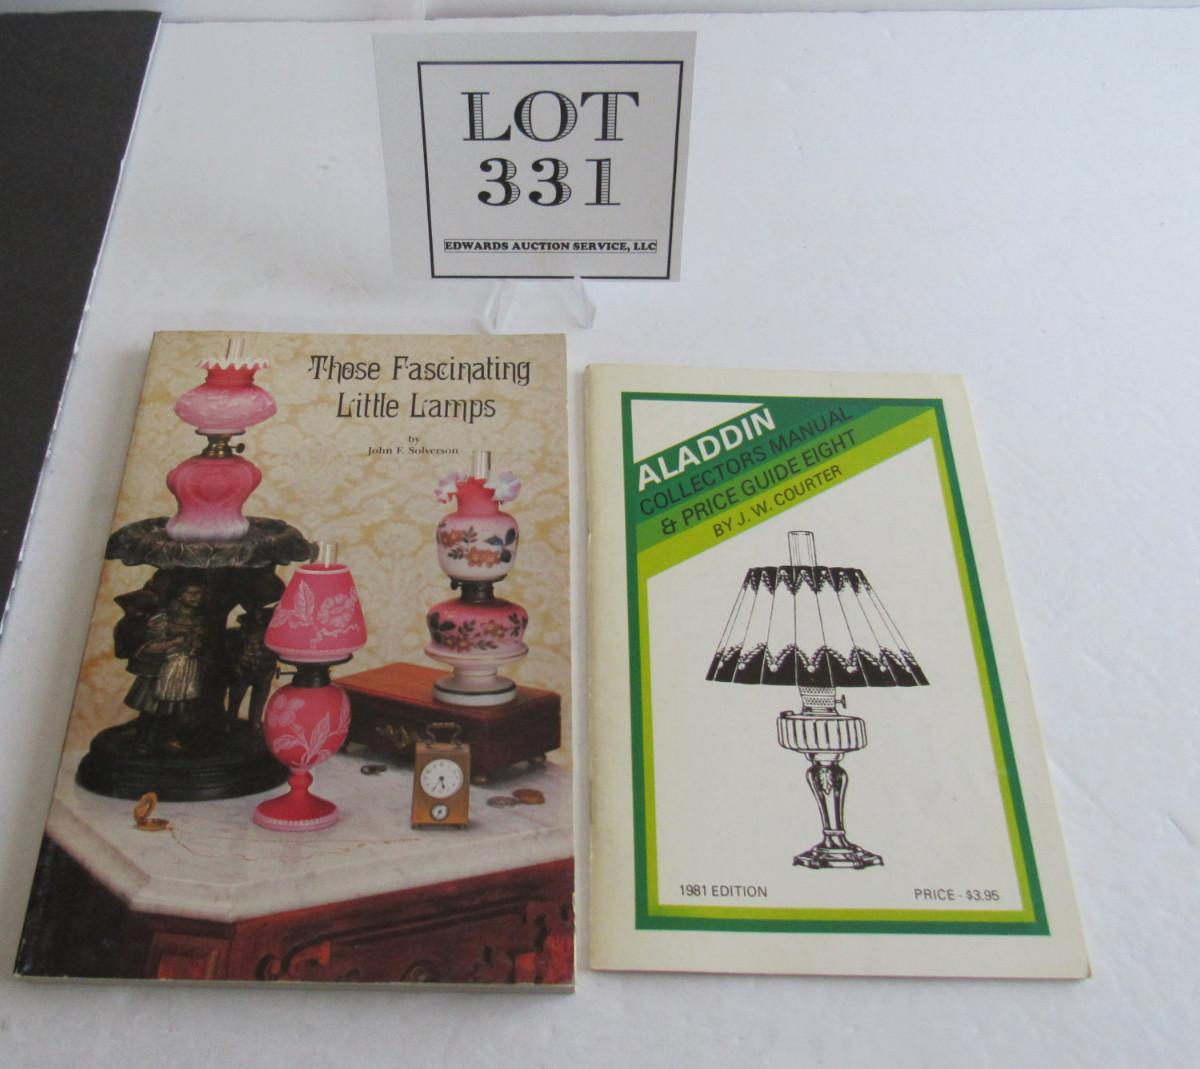 LOT
331
EDWARDS AUCTION SERVICE, LLC
Those Fascinating
Little Lamps
by
John F. Solverson
ALADDIN
COLLECTORS MANUAL
& PRICE GUIDE EIGHT
BY J. W. COURTER
1981 EDITION
PRICE - $3.95